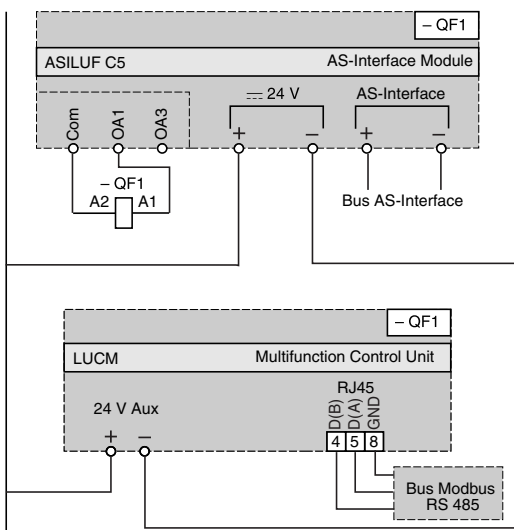 – QF1
ASILUF C5 AS-Interface Module
24 V AS-Interface
Com OA1 OA3
+ – + –
– QF1
A2 A1
Bus AS-Interface
– QF1
LUCM Multifunction Control Unit
RJ45
24 V Aux
D(B) D(A) GND
+ –
4 5 8
Bus Modbus
RS 485